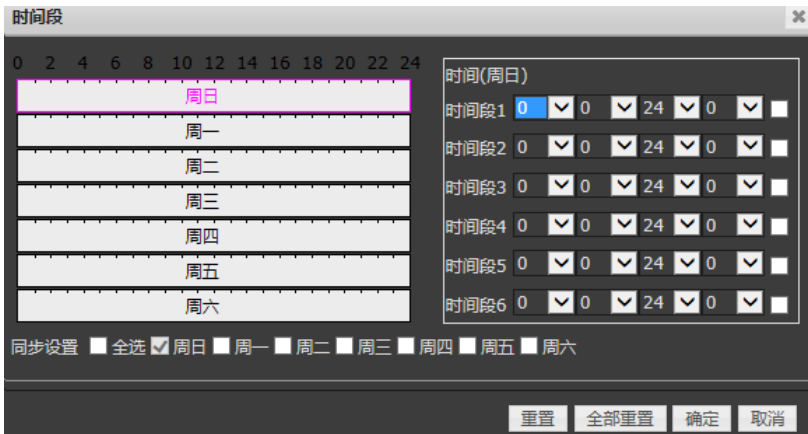 时间段
0 2 4 6 8 10 12 14 16 18 20 22 24
周日
周一
周二
周三
周四
周五
周六
时间(周日)
时间段1 0 0 24 0
时间段2 0 0 24 0
时间段3 0 0 24 0
时间段4 0 0 24 0
时间段5 0 0 24 0
时间段6 0 0 24 0
同步设置 全选 周日 周一 周二 周三 周四 周五 周六
重置 全部重置 确定 取消